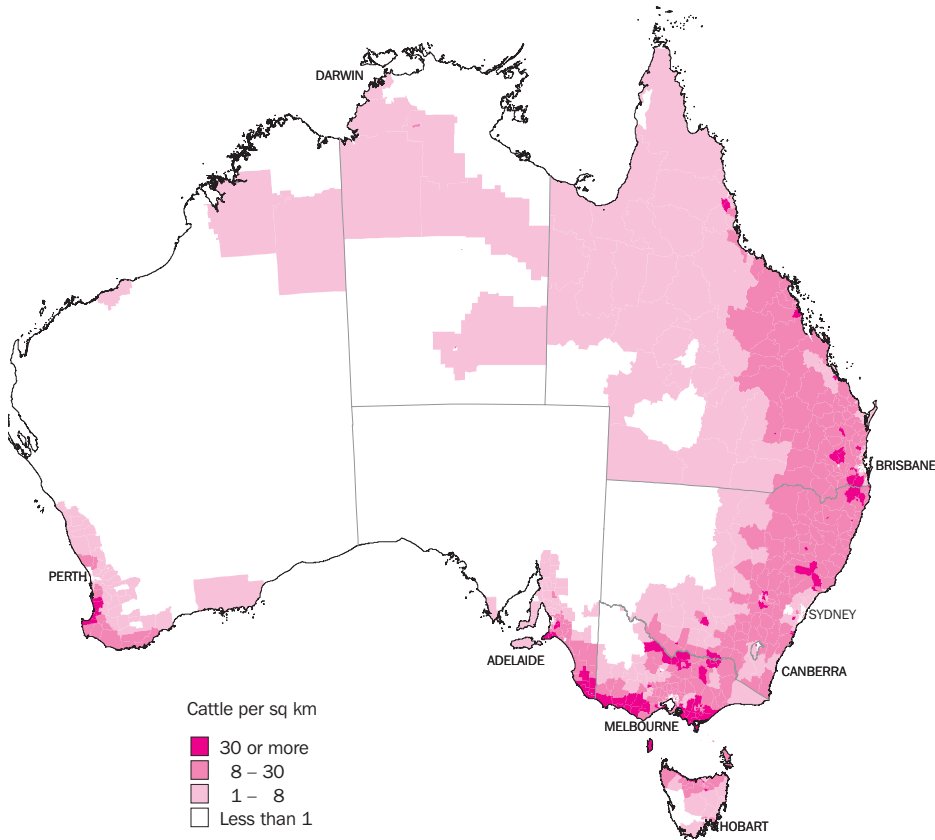 DARWIN
BRISBANE
PERTH
SYDNEY
ADELAIDE
CANBERRA
Cattle per sq km
MELBOURNE
30 or more
8 – 30
1 – 8
Less than 1
HOBART